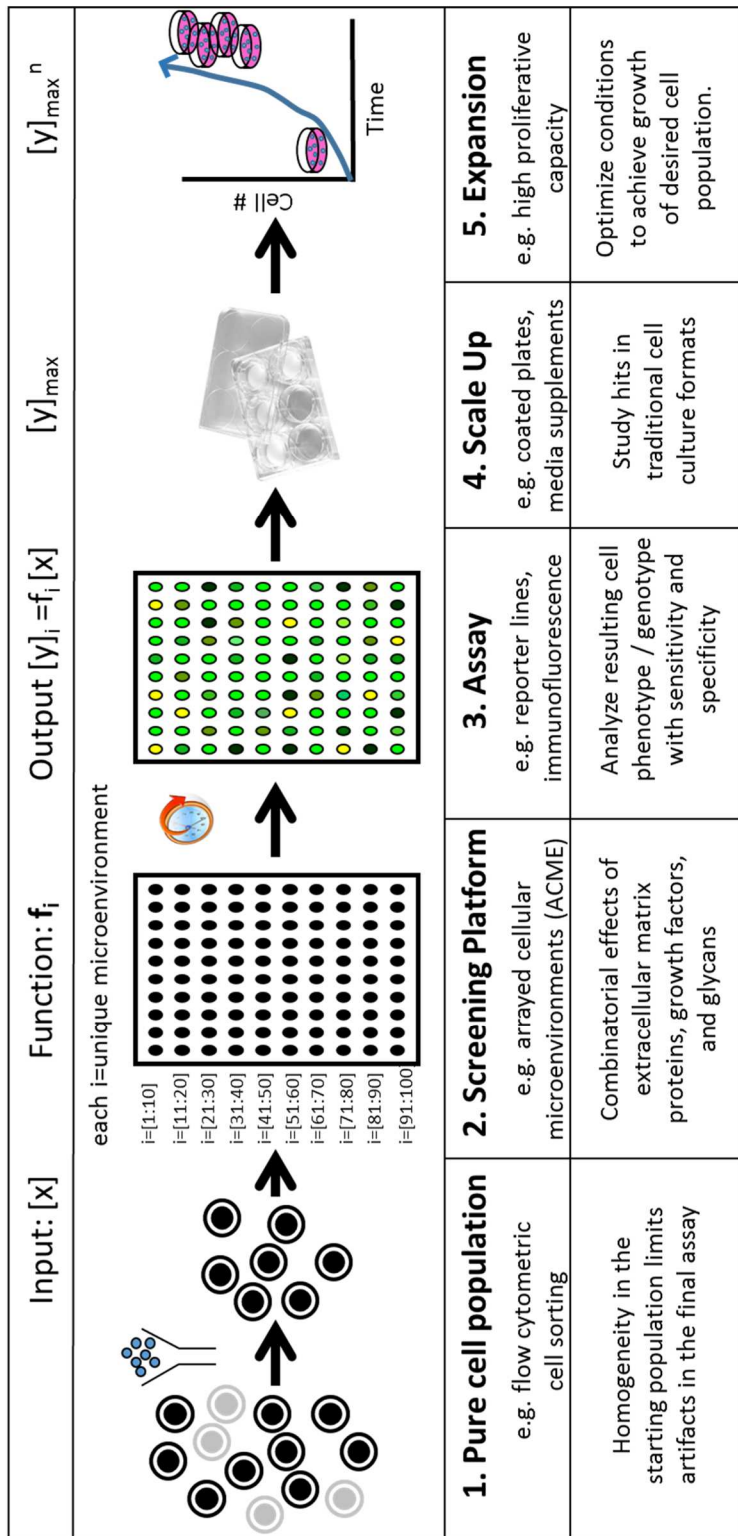 Input: [x]
Function: fi
Output [y]i =fi [x]
[y]max
[y]max n
each i=unique microenvironment
i=[1:10]
i=[11:20]
i=[21:30]
i=[31:40]
i=[41:50]
i=[51:60]
i=[61:70]
i=[71:80]
i=[81:90]
i=[91:100]
Cell #
Time
1. Pure cell population
e.g. flow cytometric
cell sorting
Homogeneity in the
starting population limits
artifacts in the final assay
2. Screening Platform
e.g. arrayed cellular
microenvironments (ACME)
Combinatorial effects of
extracellular matrix
proteins, growth factors,
and glycans
3. Assay
e.g. reporter lines,
immunofluorescence
Analyze resulting cell
phenotype / genotype
with sensitivity and
specificity
4. Scale Up
e.g. coated plates,
media supplements
Study hits in
traditional cell
culture formats
5. Expansion
e.g. high proliferative
capacity
Optimize conditions
to achieve growth
of desired cell
population.